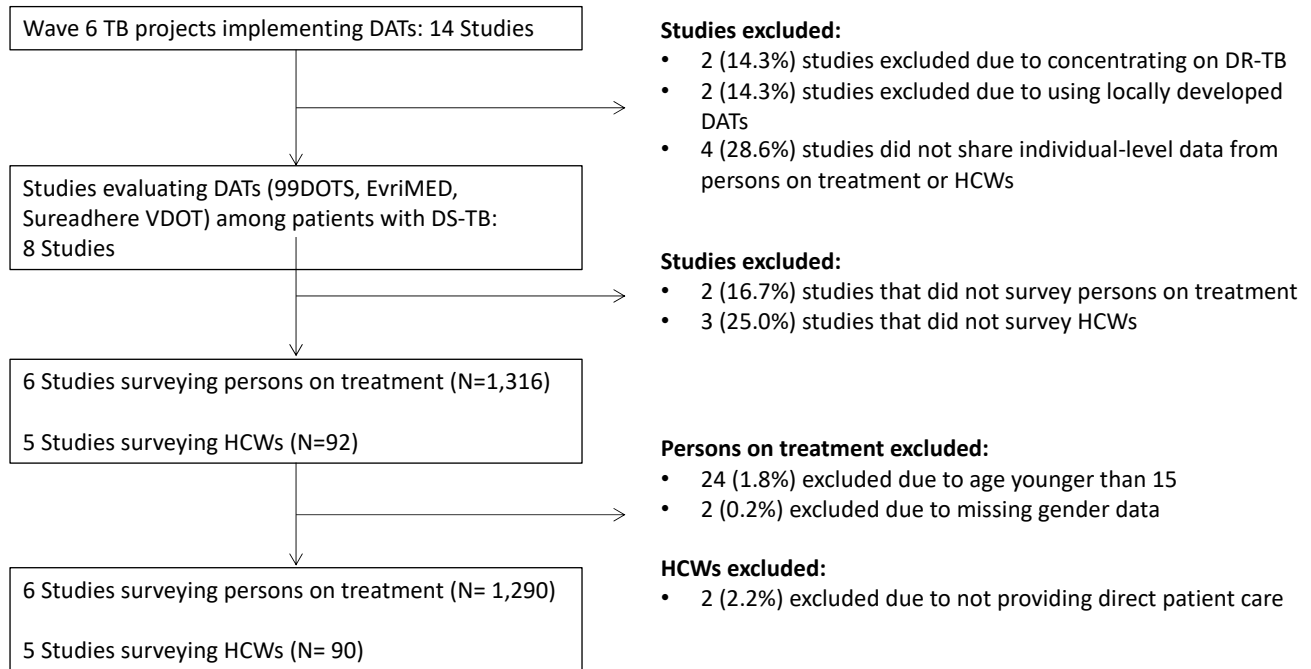 Wave 6 TB projects implementing DATs: 14 Studies
Studies excluded:
• 2 (14.3%) studies excluded due to concentrating on DR-TB
• 2 (14.3%) studies excluded due to using locally developed
DATs
• 4 (28.6%) studies did not share individual-level data from
persons on treatment or HCWs
Studies evaluating DATs (99DOTS, EvriMED,
Sureadhere VDOT) among patients with DS-TB:
8 Studies
Studies excluded:
• 2 (16.7%) studies that did not survey persons on treatment
• 3 (25.0%) studies that did not survey HCWs
6 Studies surveying persons on treatment (N=1,316)
5 Studies surveying HCWs (N=92)
Persons on treatment excluded:
• 24 (1.8%) excluded due to age younger than 15
• 2 (0.2%) excluded due to missing gender data
HCWs excluded:
• 2 (2.2%) excluded due to not providing direct patient care
6 Studies surveying persons on treatment (N= 1,290)
5 Studies surveying HCWs (N= 90)